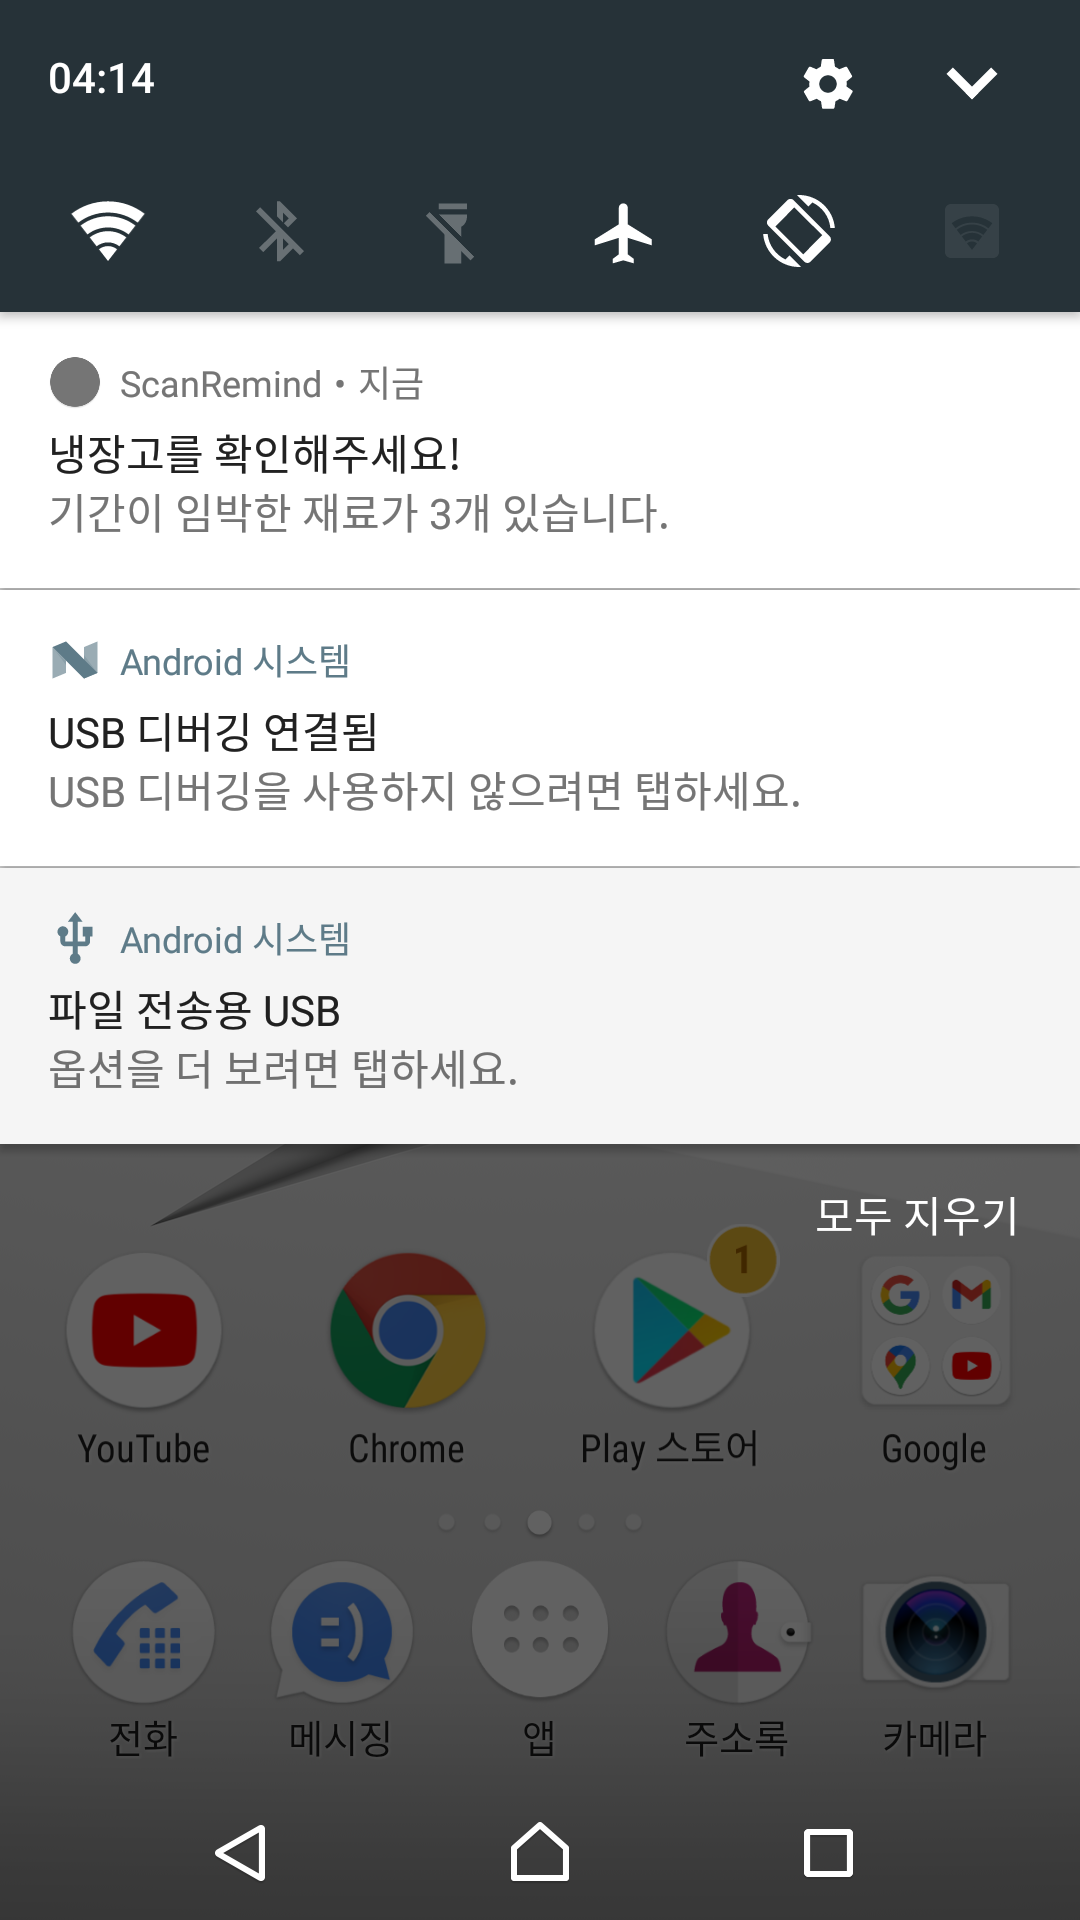 04:14
ScanRemind • 지금
냉장고를 확인해주세요!
기간이 임박한 재료가 3개 있습니다.
Android 시스템
USB 디버깅 연결됨
USB 디버깅을 사용하지 않으려면 탭하세요.
Android 시스템
파일 전송용 USB
옵션을 더 보려면 탭하세요.
모두 지우기
1
YouTube
Chrome
Play 스토어
Google
전화
메시징
앱
주소록
카메라